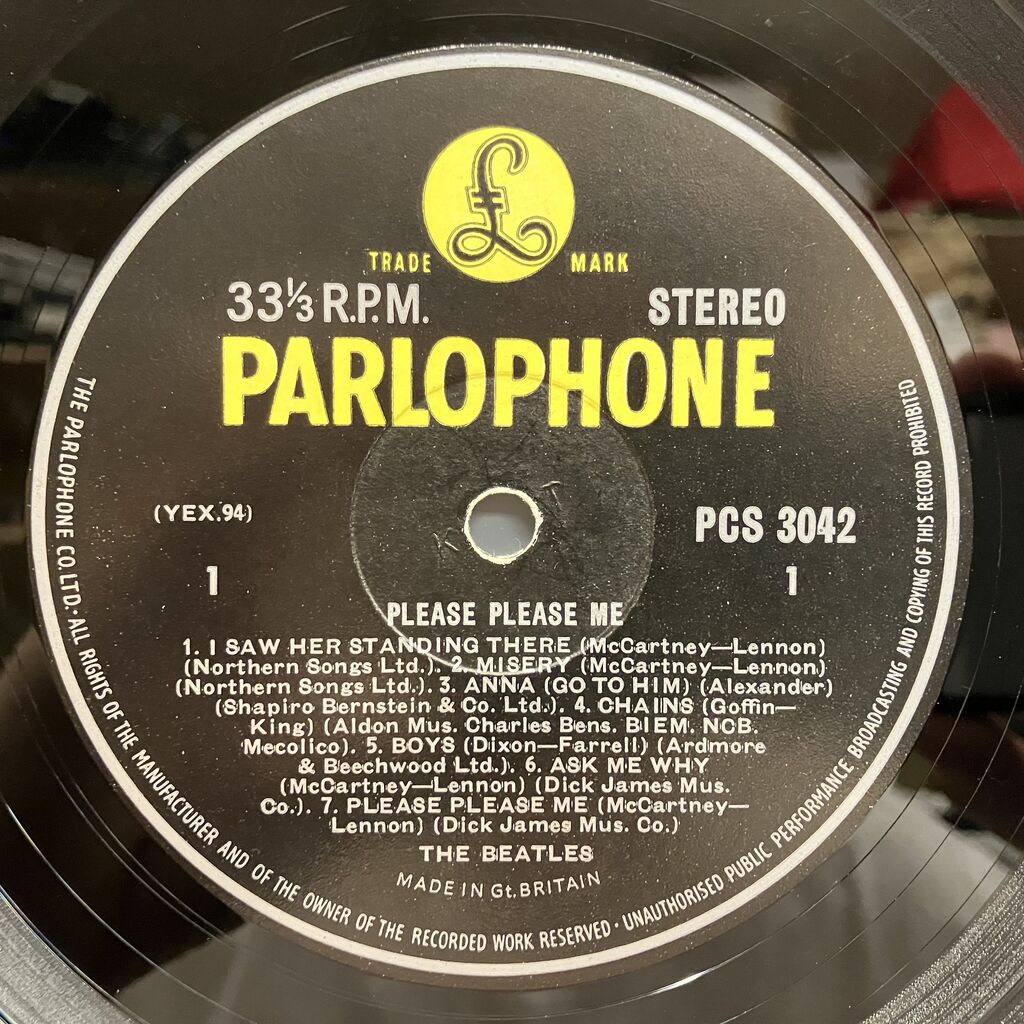 £
TRADE MARK
33⅓ R.P.M. STEREO
PARLOPHONE
(YEX.94) PCS 3042
1 1
PLEASE PLEASE ME
1. I SAW HER STANDING THERE (McCartney—Lennon)
(Northern Songs Ltd.). 2. MISERY (McCartney—Lennon)
(Northern Songs Ltd.). 3. ANNA (GO TO HIM) (Alexander)
(Shapiro Bernstein & Co. Ltd.). 4. CHAINS (Goffin—
King) (Aldon Mus. Charles Bens. BIEM. NCB.
Mecolico). 5. BOYS (Dixon—Farrell) (Ardmore
& Beechwood Ltd.). 6. ASK ME WHY
(McCartney—Lennon) (Dick James Mus.
Co.). 7. PLEASE PLEASE ME (McCartney—
Lennon) (Dick James Mus. Co.)
THE BEATLES
MADE IN Gt. BRITAIN
THE PARLOPHONE CO. LTD. · ALL RIGHTS OF THE MANUFACTURER AND OF THE OWNER OF THE RECORDED WORK RESERVED · UNAUTHORISED PUBLIC PERFORMANCE BROADCASTING AND COPYING OF THIS RECORD PROHIBITED